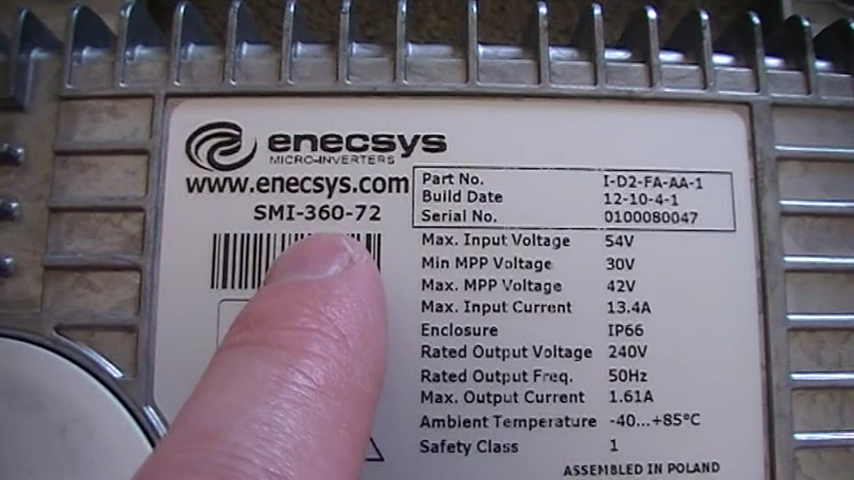 enecsys
MICRO-INVERTERS
www.enecsys.com
SMI-360-72
Part No. I-D2-FA-AA-1
Build Date 12-10-4-1
Serial No. 0100080047
Max. Input Voltage 54V
Min MPP Voltage 30V
Max. MPP Voltage 42V
Max. Input Current 13.4A
Enclosure IP66
Rated Output Voltage 240V
Rated Output Freq. 50Hz
Max. Output Current 1.61A
Ambient Temperature -40...+85°C
Safety Class 1
ASSEMBLED IN POLAND